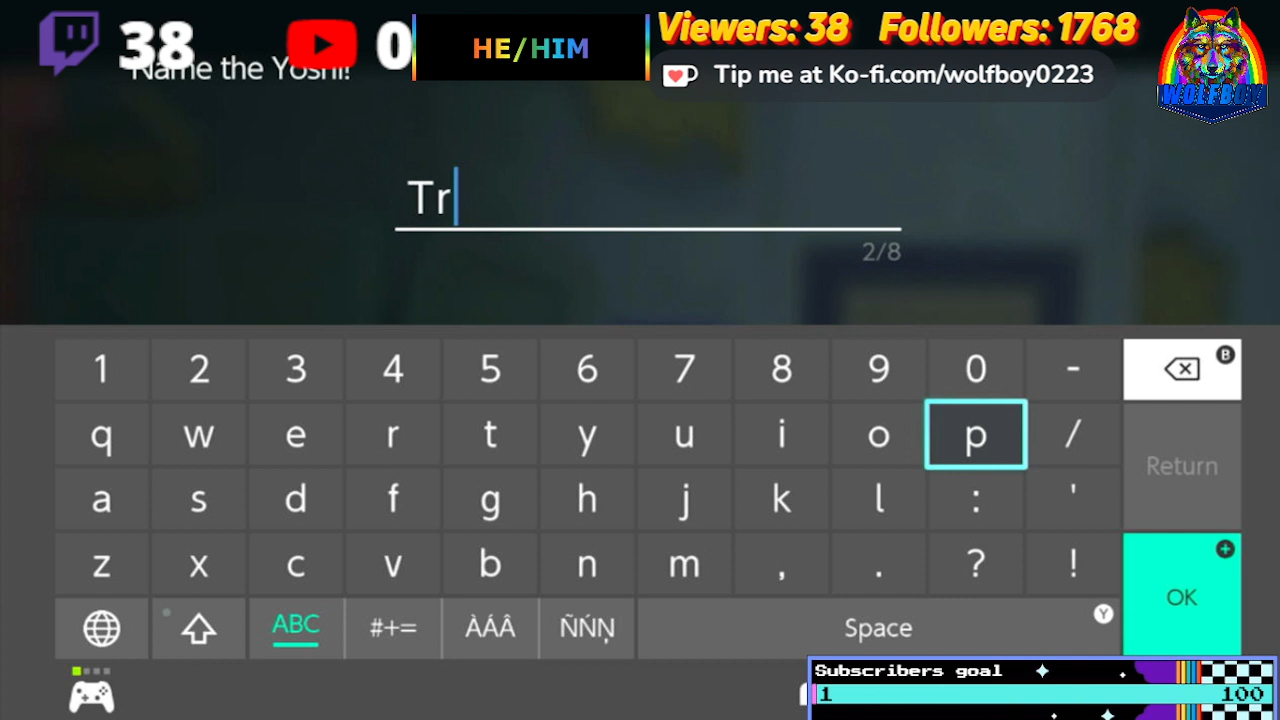 38
0
HE/HIM
Viewers: 38 Followers: 1768
Tip me at Ko-fi.com/wolfboy0223
WOLFBOY
Name the Yoshi!
Tr
2/8
1 2 3 4 5 6 7 8 9 0 - B
q w e r t y u i o p / Return
a s d f g h j k l : '
z x c v b n m , . ? ! OK
ABC #+= ÀÁÂ ÑŃŅ Space Y
Subscribers goal
1 100